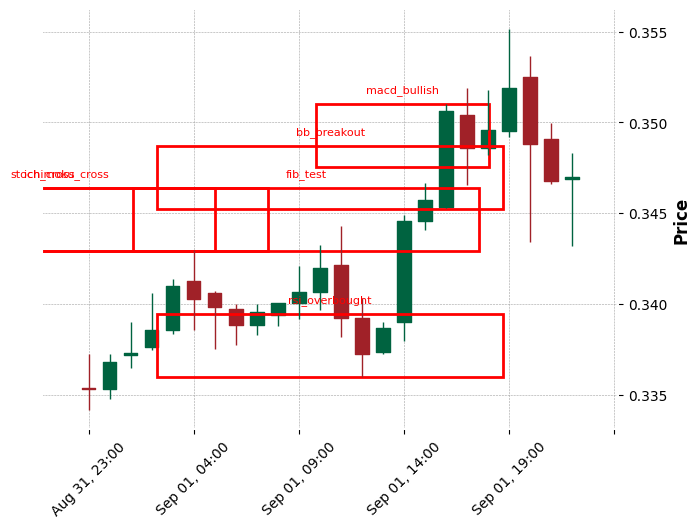 0.355
macd_bullish
0.350
bb_breakout
fib_test
0.345
0.340
0.335
Price
Aug 31, 23:00
Sep 01, 04:00
Sep 01, 09:00
Sep 01, 14:00
Sep 01, 19:00